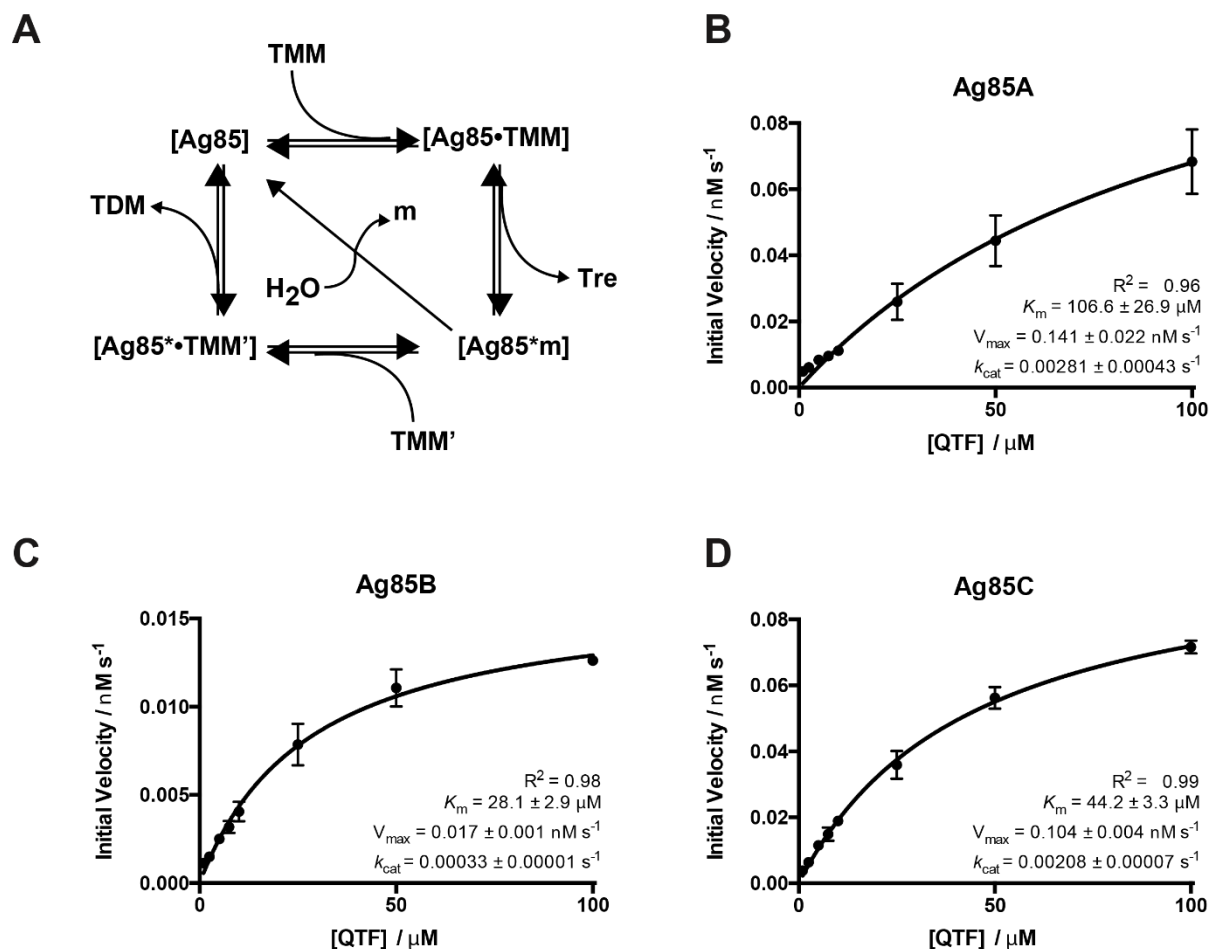 A
TMM
[Ag85]
[Ag85•TMM]
TDM
m
H₂O
Tre
[Ag85*•TMM’]
[Ag85*m]
TMM’
B
Ag85A
Initial Velocity / nM s⁻¹
0.08
0.06
0.04
0.02
0.00
R² = 0.96
Kₘ = 106.6 ± 26.9 µM
Vₘₐₓ = 0.141 ± 0.022 nM s⁻¹
k_cat = 0.00281 ± 0.00043 s⁻¹
0 50 100
[QTF] / µM
C
Ag85B
Initial Velocity / nM s⁻¹
0.015
0.010
0.005
0.000
R² = 0.98
Kₘ = 28.1 ± 2.9 µM
Vₘₐₓ = 0.017 ± 0.001 nM s⁻¹
k_cat = 0.00033 ± 0.00001 s⁻¹
0 50 100
[QTF] / µM
D
Ag85C
Initial Velocity / nM s⁻¹
0.08
0.06
0.04
0.02
0.00
R² = 0.99
Kₘ = 44.2 ± 3.3 µM
Vₘₐₓ = 0.104 ± 0.004 nM s⁻¹
k_cat = 0.00208 ± 0.00007 s⁻¹
0 50 100
[QTF] / µM